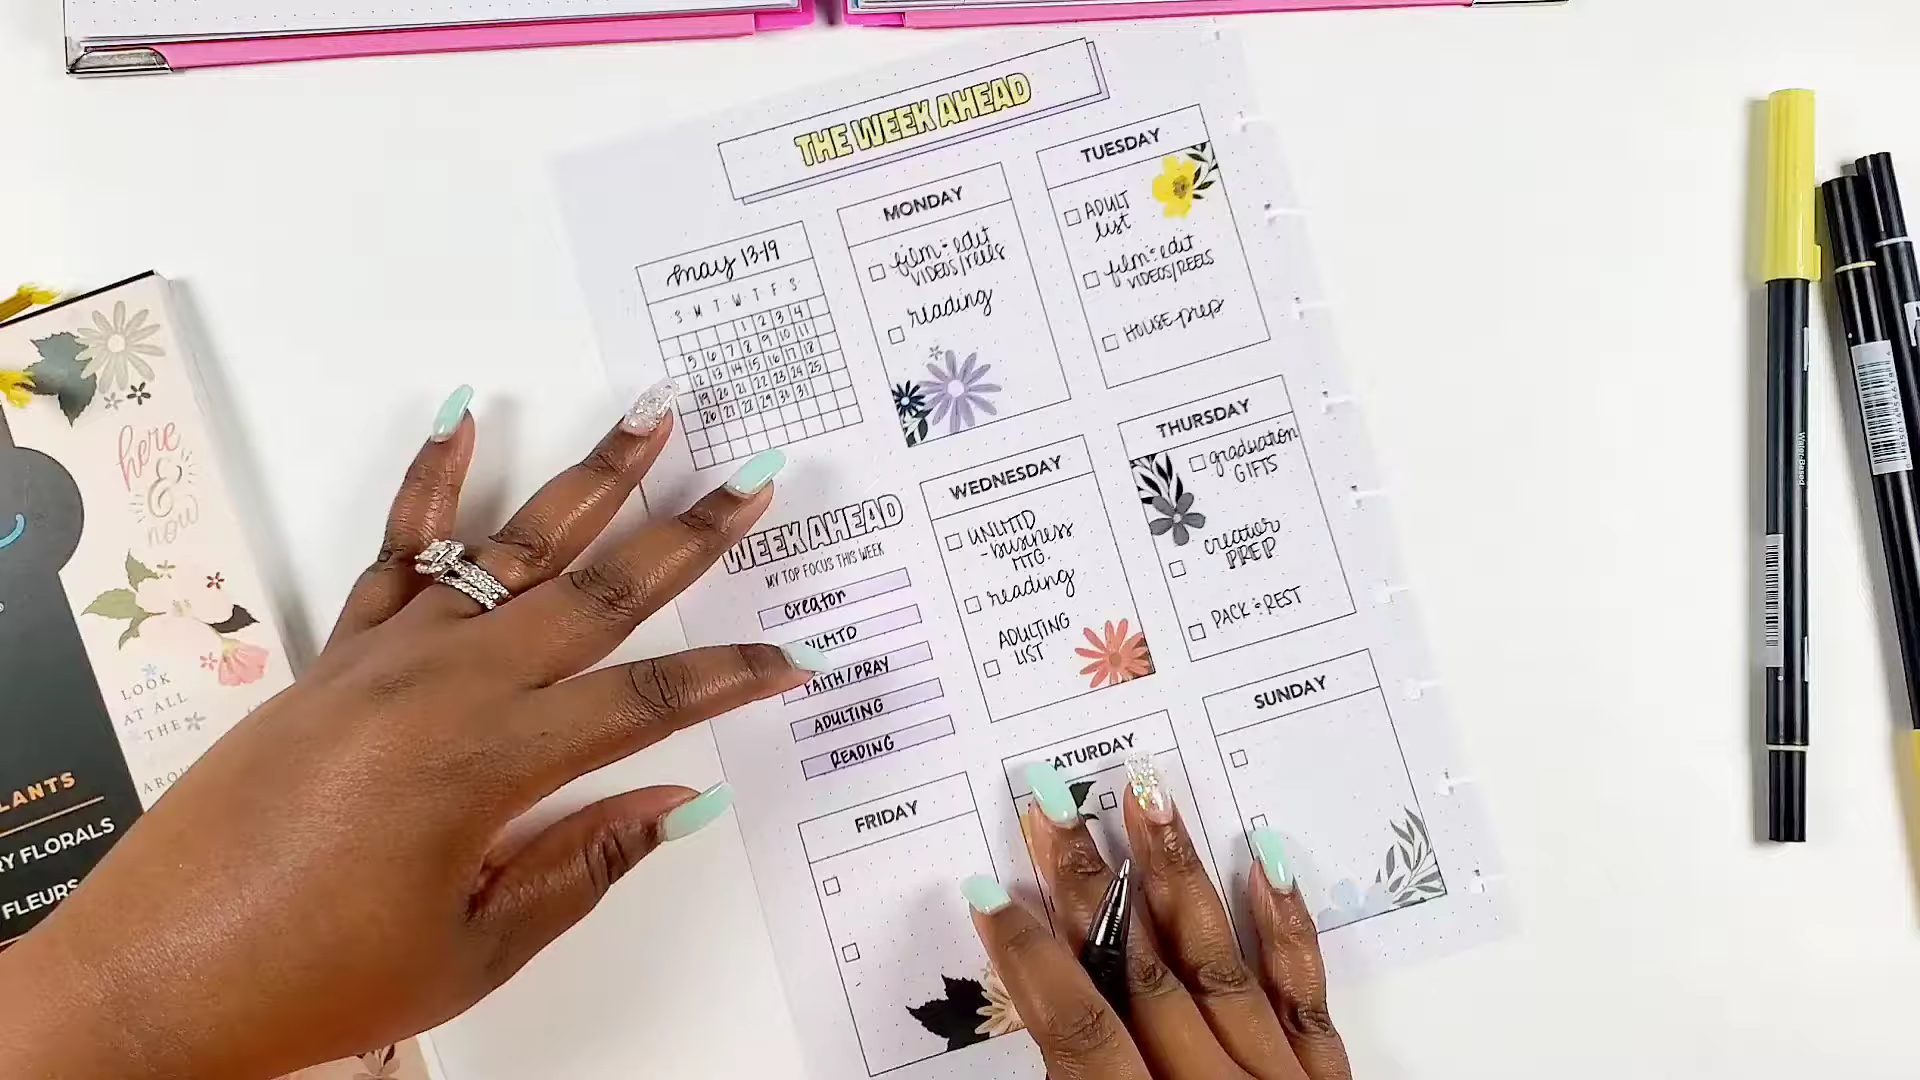 THE WEEK AHEAD
may 13-19
S M T W T F S
1 2 3 4
5 6 7 8 9 10 11
12 13 14 15 16 17 18
19 20 21 22 23 24 25
26 27 28 29 30 31
MONDAY
film & edit
VIDEOS/reels
reading
TUESDAY
ADULT
list
film & edit
VIDEOS/REELS
HOUSE prep
WEEK AHEAD
MY TOP FOCUS THIS WEEK
creator
FAITH/PRAY
ADULTING
READING
WEDNESDAY
UNLMTD
-business
MTG.
reading
ADULTING
LIST
THURSDAY
graduation
GIFTS
creator
PREP
PACK & REST
FRIDAY
SATURDAY
SUNDAY
here
&
now
LOOK
AT ALL
THE